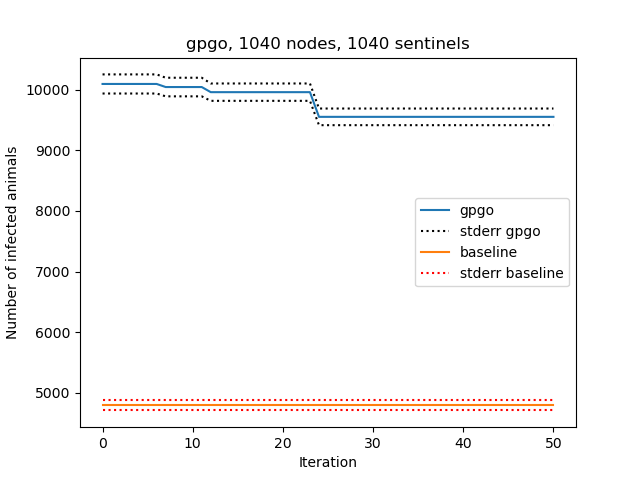 gpgo, 1040 nodes, 1040 sentinels
Number of infected animals
10000
9000
8000
7000
6000
5000
gpgo
stderr gpgo
baseline
stderr baseline
0 10 20 30 40 50
Iteration